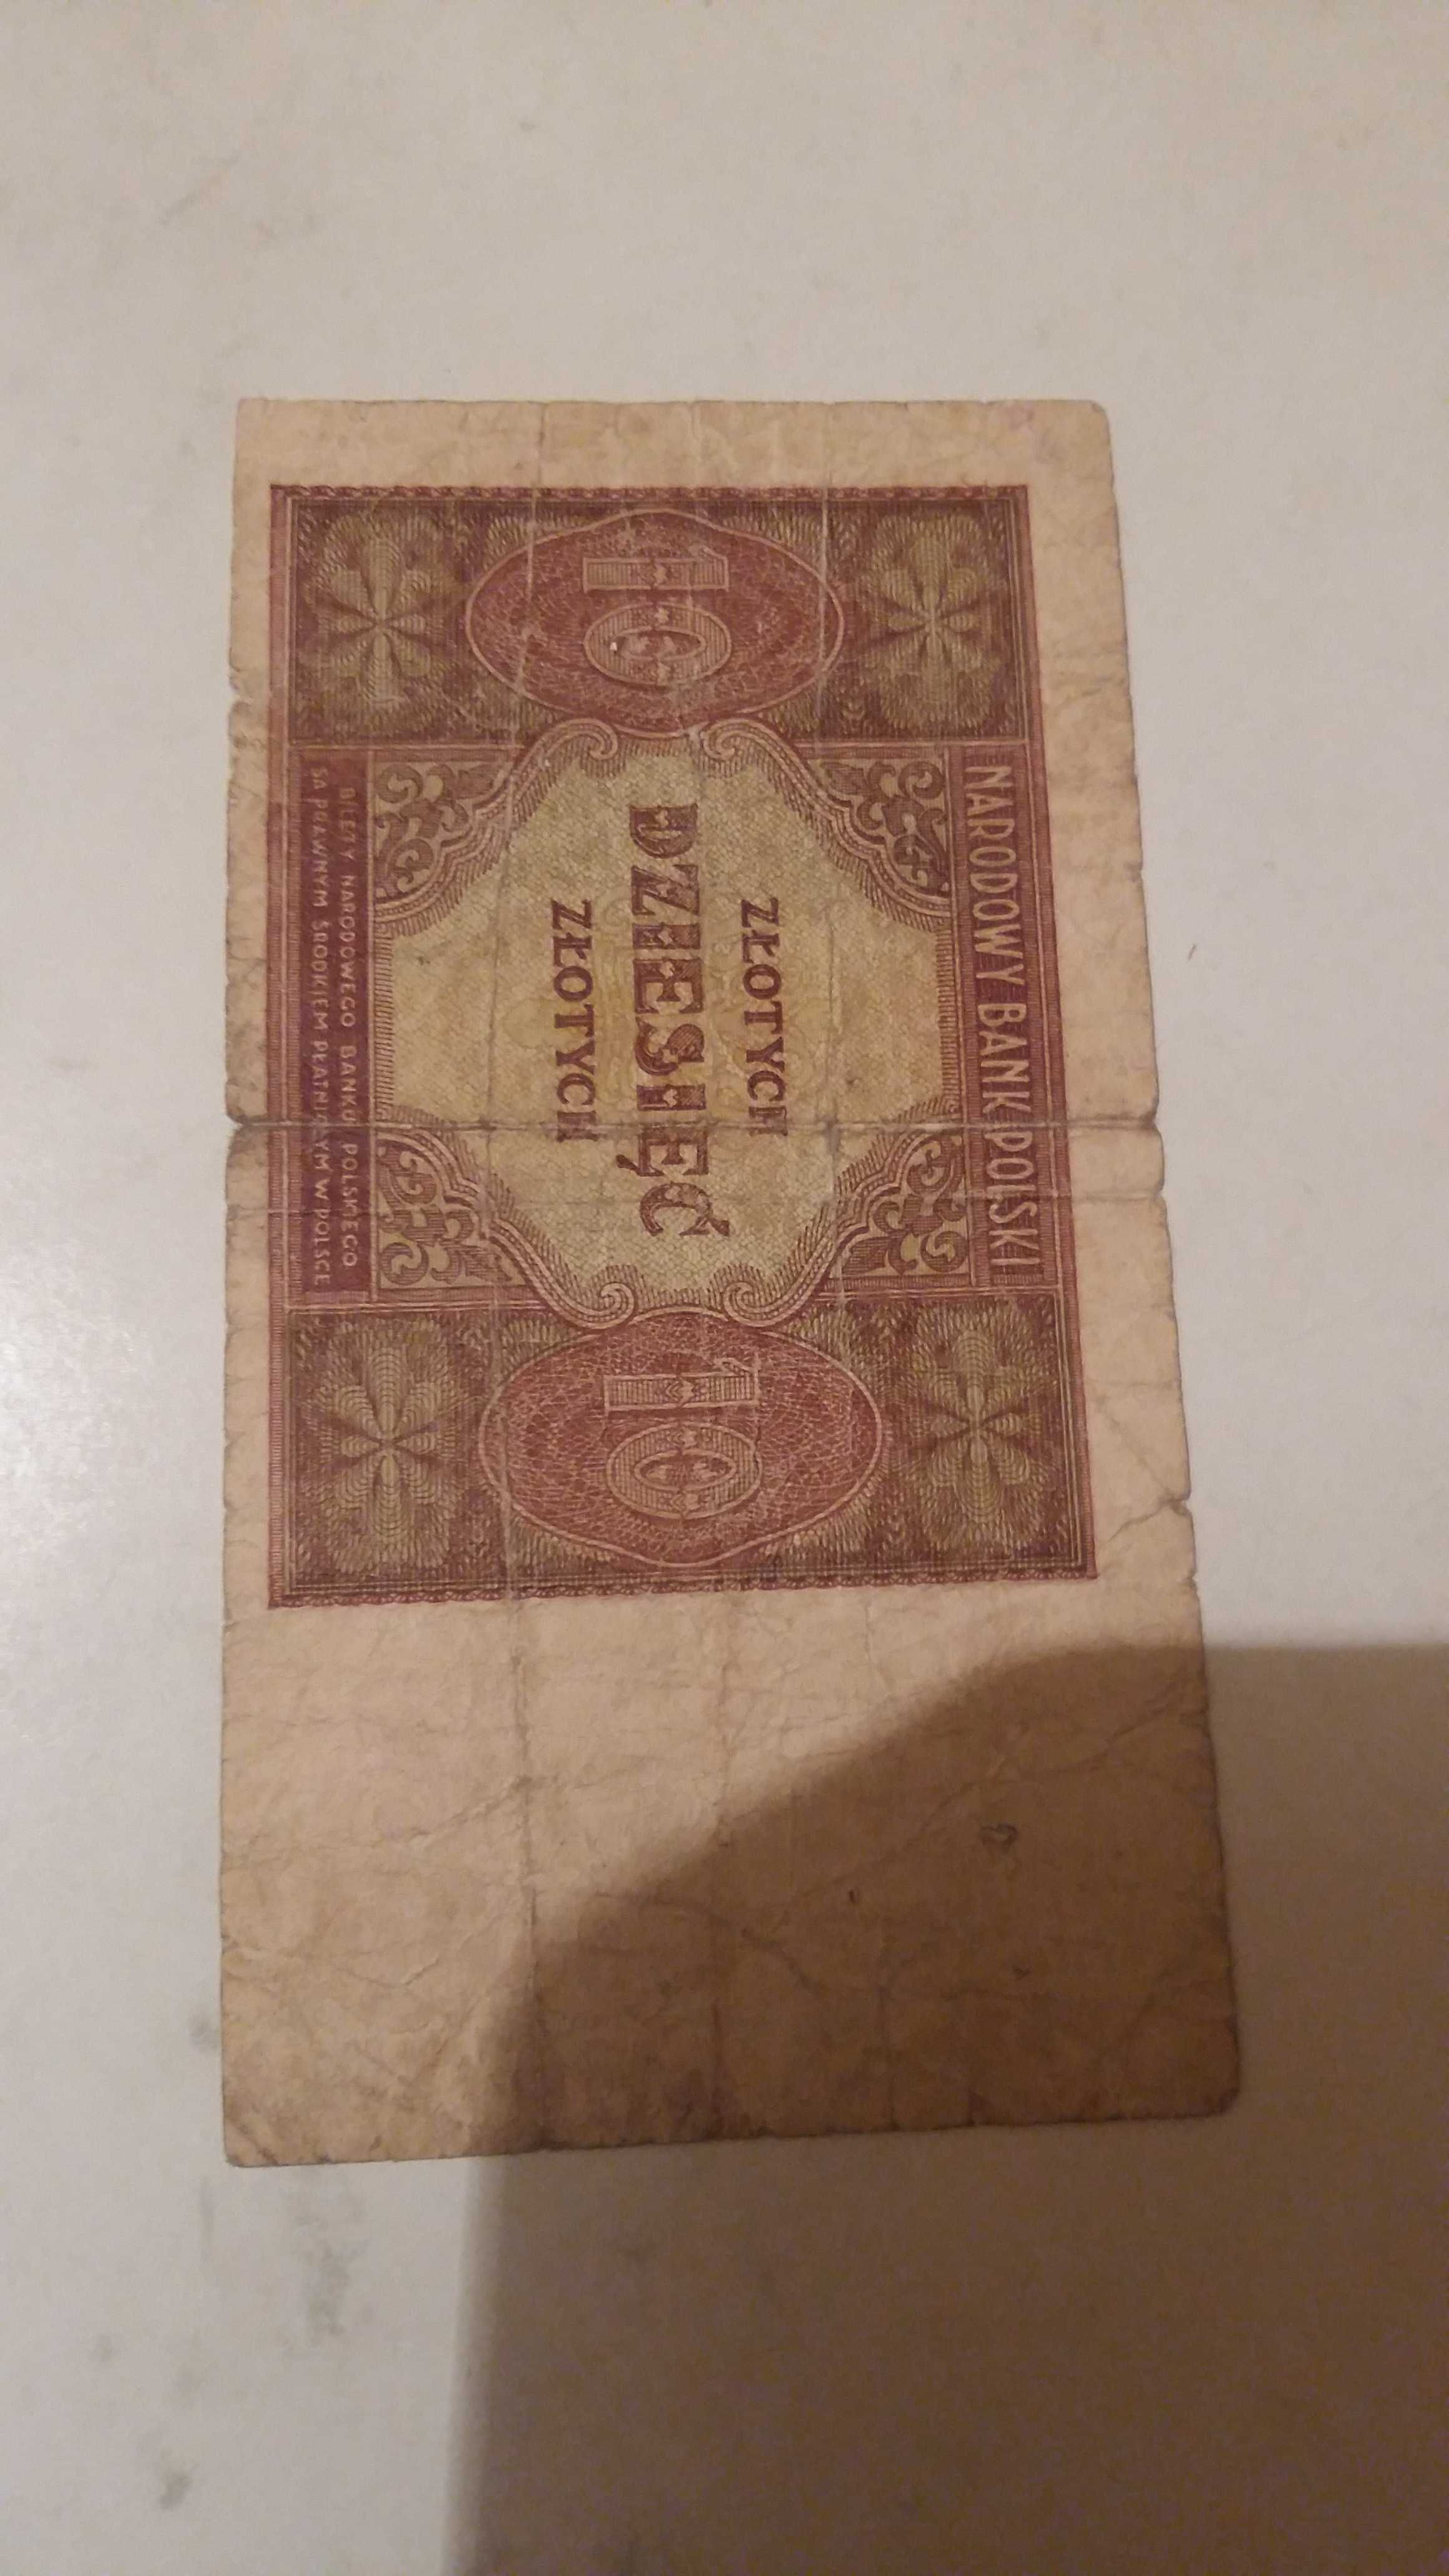 NARODOWY BANK POLSKI
10
ZŁOTYCH
DZIESIĘĆ
ZŁOTYCH
10
BILETY NARODOWEGO BANKU POLSKIEGO
SĄ PRAWNYM ŚRODKIEM PŁATNICZYM W POLSCE